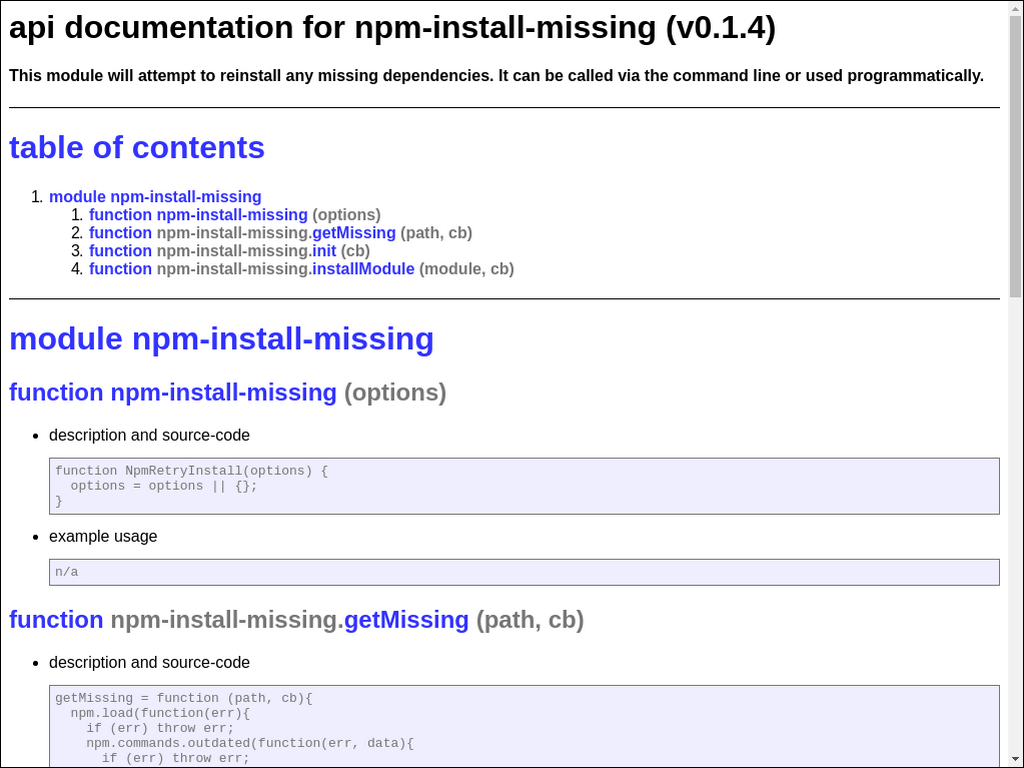 api documentation for npm-install-missing (v0.1.4)
This module will attempt to reinstall any missing dependencies. It can be called via the command line or used programmatically.
table of contents
1. module npm-install-missing
1. function npm-install-missing (options)
2. function npm-install-missing.getMissing (path, cb)
3. function npm-install-missing.init (cb)
4. function npm-install-missing.installModule (module, cb)
module npm-install-missing
function npm-install-missing (options)
• description and source-code
function NpmRetryInstall(options) {
  options = options || {};
}
• example usage
n/a
function npm-install-missing.getMissing (path, cb)
• description and source-code
getMissing = function (path, cb){
  npm.load(function(err){
    if (err) throw err;
    npm.commands.outdated(function(err, data){
      if (err) throw err;